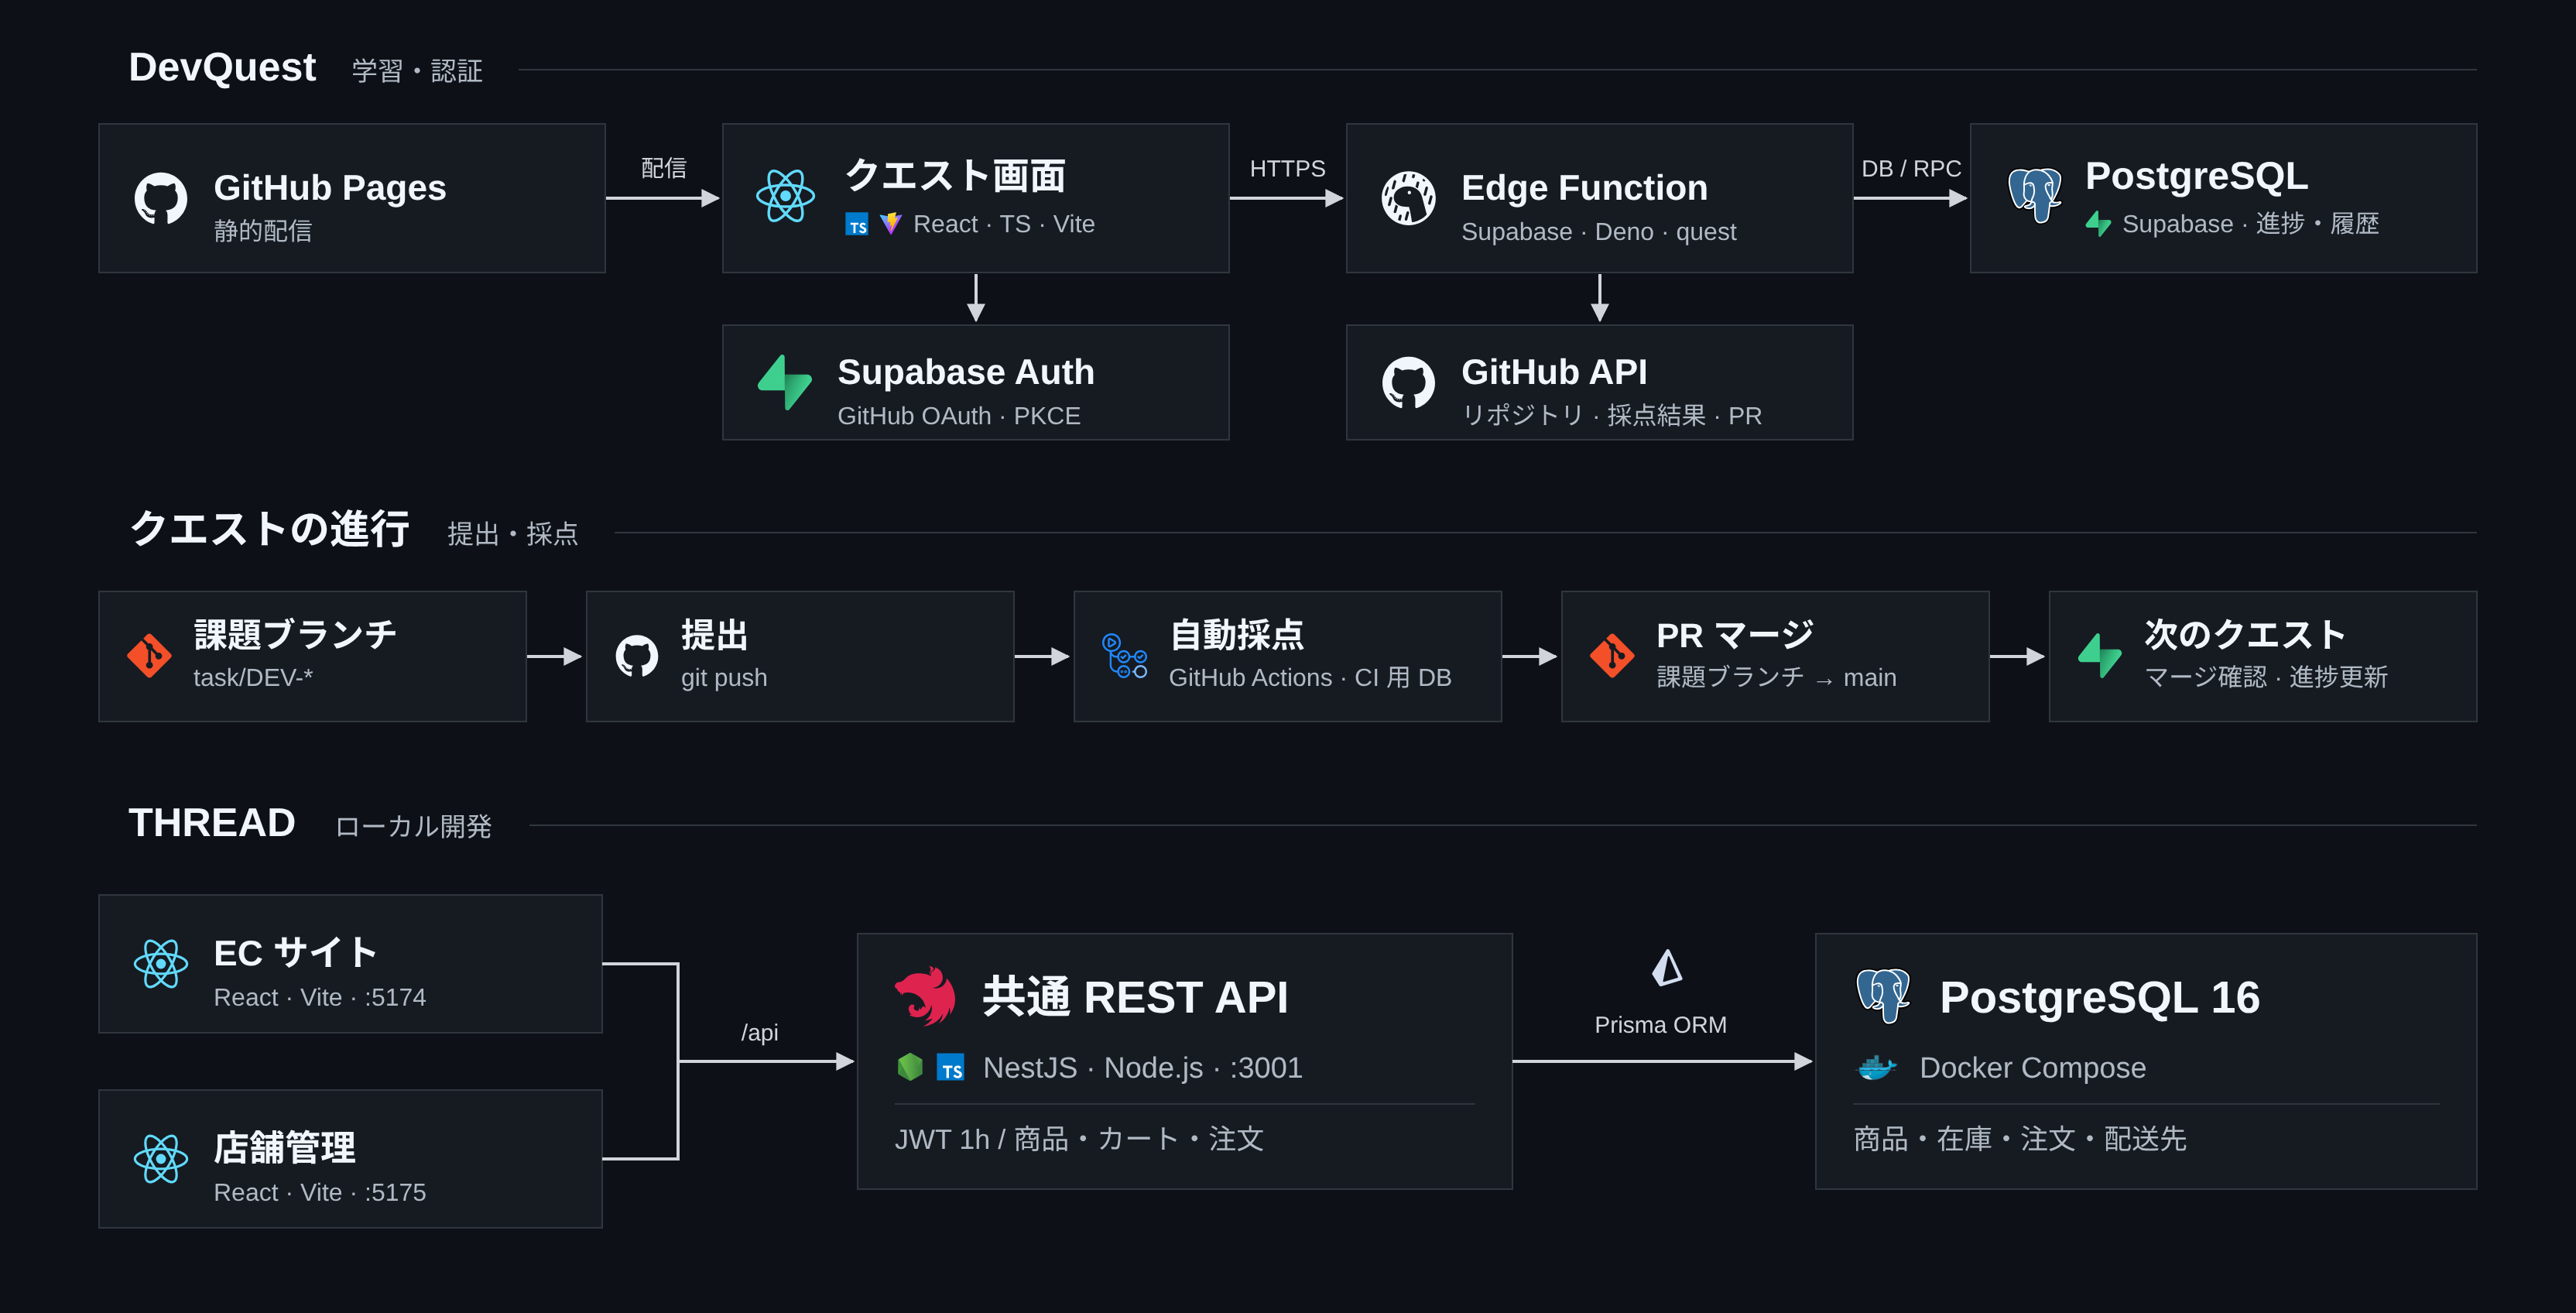 DevQuest 学習・認証
GitHub Pages
静的配信
配信
クエスト画面
TS React · TS · Vite
HTTPS
Edge Function
Supabase · Deno · quest
DB / RPC
PostgreSQL
Supabase · 進捗・履歴
Supabase Auth
GitHub OAuth · PKCE
GitHub API
リポジトリ · 採点結果 · PR
クエストの進行 提出・採点
課題ブランチ
task/DEV-*
提出
git push
自動採点
GitHub Actions · CI 用 DB
PR マージ
課題ブランチ → main
次のクエスト
マージ確認 · 進捗更新
THREAD ローカル開発
EC サイト
React · Vite · :5174
店舗管理
React · Vite · :5175
/api
共通 REST API
TS NestJS · Node.js · :3001
JWT 1h / 商品・カート・注文
Prisma ORM
PostgreSQL 16
Docker Compose
商品・在庫・注文・配送先